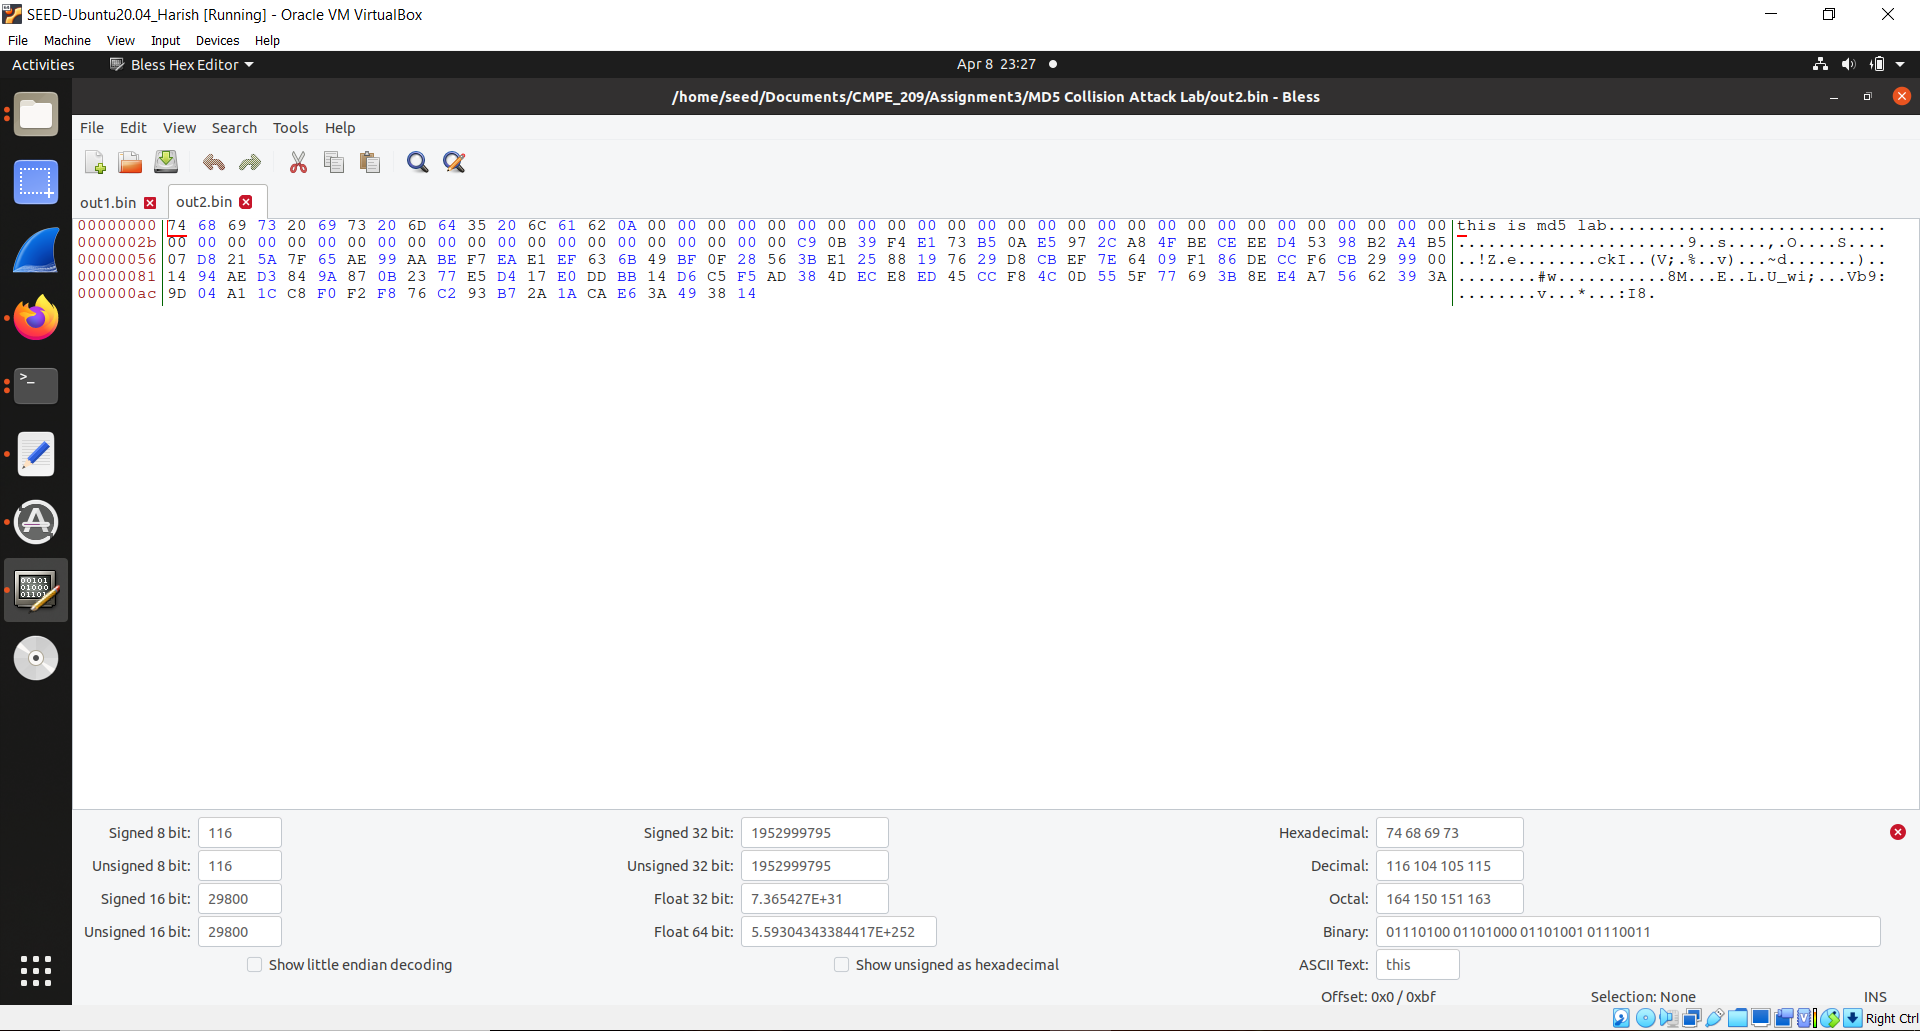 SEED-Ubuntu20.04_Harish [Running] - Oracle VM VirtualBox
File Machine View Input Devices Help
Activities Bless Hex Editor Apr 8 23:27
/home/seed/Documents/CMPE_209/Assignment3/MD5 Collision Attack Lab/out2.bin - Bless
File Edit View Search Tools Help
out1.bin out2.bin
00000000 74 68 69 73 20 69 73 20 6D 64 35 20 6C 61 62 0A 00 00 00 00 00 00 00 00 00 00 00 00 00 00 00 00 00 00 00 00 00 00 00 00 00 00 00 this is md5 lab............................
0000002b 00 00 00 00 00 00 00 00 00 00 00 00 00 00 00 00 00 00 00 00 00 C9 0B 39 F4 E1 73 B5 0A E5 97 2C A8 4F BE CE EE D4 53 98 B2 A4 B5 .......................9..s....,.O....S....
00000056 07 D8 21 5A 7F 65 AE 99 AA BE F7 EA E1 EF 63 6B 49 BF 0F 28 56 3B E1 25 88 19 76 29 D8 CB EF 7E 64 09 F1 86 DE CC F6 CB 29 99 00 ..!Z.e........ckI..(V;.%..v)...~d.......)..
00000081 14 94 AE D3 84 9A 87 0B 23 77 E5 D4 17 E0 DD BB 14 D6 C5 F5 AD 38 4D EC E8 ED 45 CC F8 4C 0D 55 5F 77 69 3B 8E E4 A7 56 62 39 3A ........#w...........8M...E..L.U_wi;...Vb9:
000000ac 9D 04 A1 1C C8 F0 F2 F8 76 C2 93 B7 2A 1A CA E6 3A 49 38 14 ........v...*...:I8.
Signed 8 bit: 116 Signed 32 bit: 1952999795 Hexadecimal: 74 68 69 73
Unsigned 8 bit: 116 Unsigned 32 bit: 1952999795 Decimal: 116 104 105 115
Signed 16 bit: 29800 Float 32 bit: 7.365427E+31 Octal: 164 150 151 163
Unsigned 16 bit: 29800 Float 64 bit: 5.59304343384417E+252 Binary: 01110100 01101000 01101001 01110011
Show little endian decoding Show unsigned as hexadecimal ASCII Text: this
Offset: 0x0 / 0xbf Selection: None INS
Right Ctrl